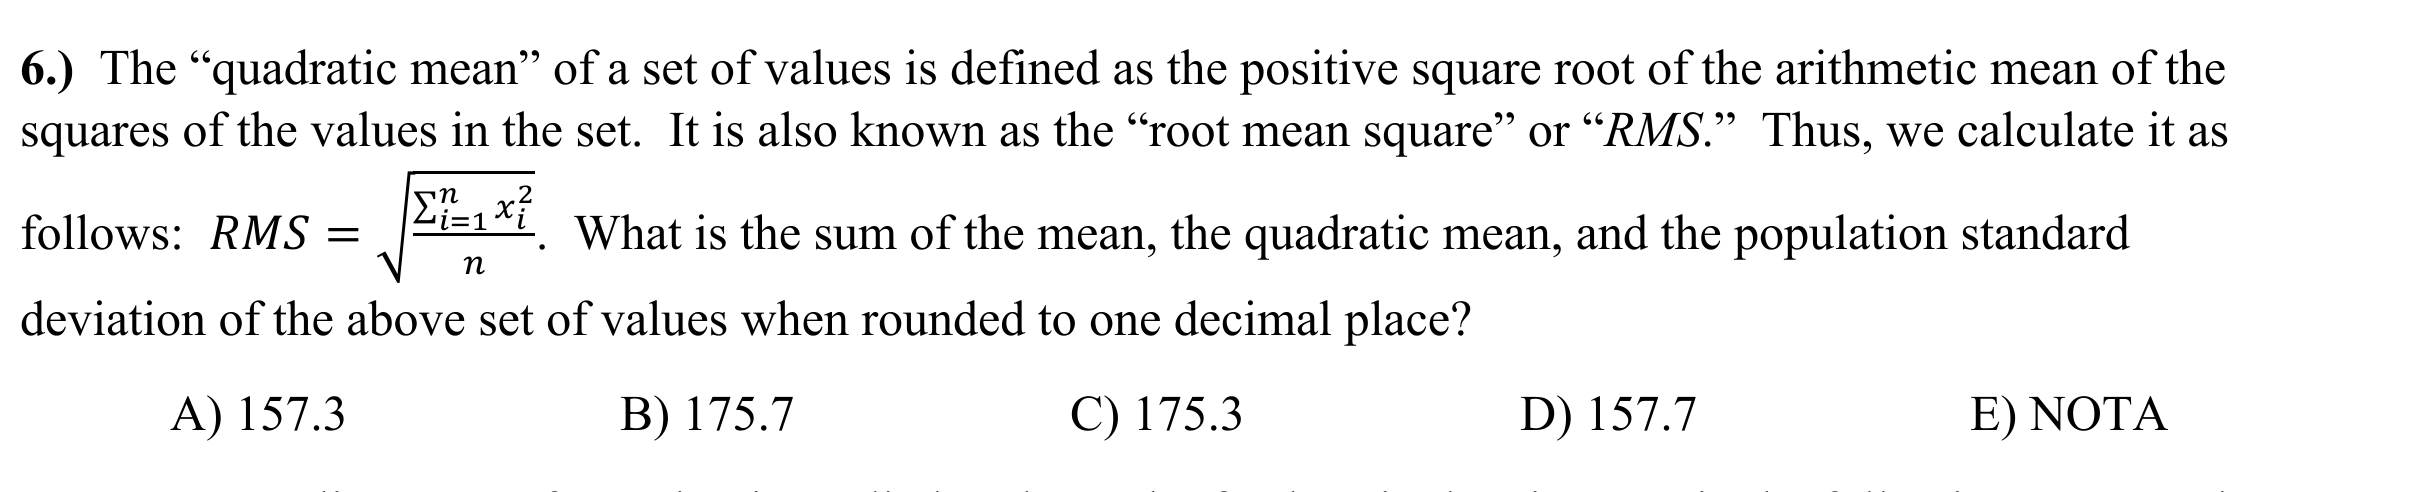 6.) The “quadratic mean” of a set of values is defined as the positive square root of the arithmetic mean of the
squares of the values in the set. It is also known as the “root mean square” or “RMS.” Thus, we calculate it as
follows: RMS = √(∑ⁿᵢ₌₁ xᵢ² / n). What is the sum of the mean, the quadratic mean, and the population standard
deviation of the above set of values when rounded to one decimal place?
A) 157.3 B) 175.7 C) 175.3 D) 157.7 E) NOTA